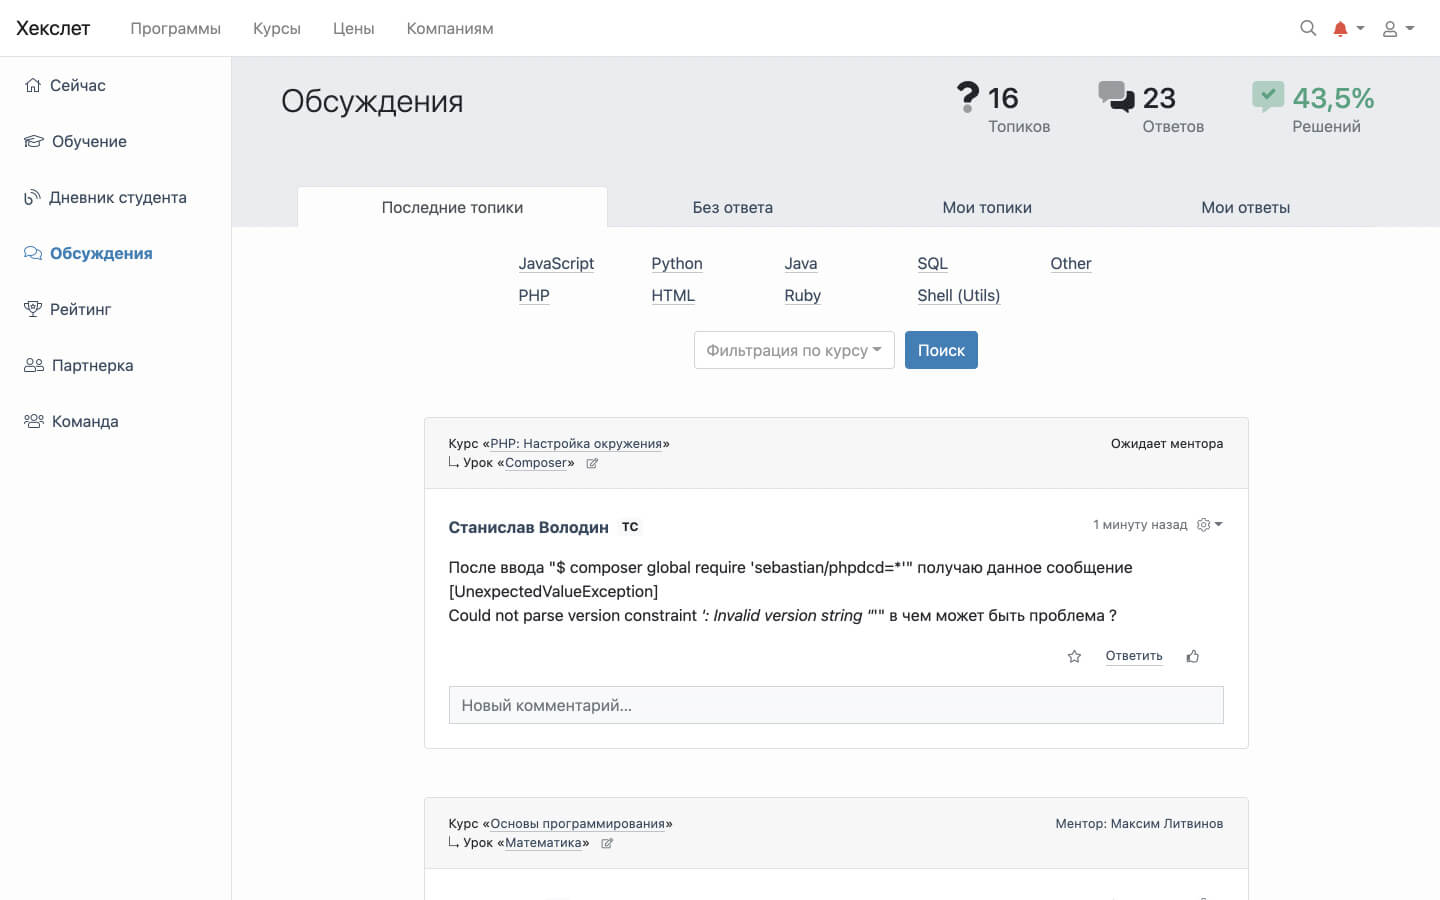 Хекслет
Программы
Курсы
Цены
Компаниям
Сейчас
Обучение
Дневник студента
Обсуждения
Рейтинг
Партнерка
Команда
Обсуждения
16
Топиков
23
Ответов
43,5%
Решений
Последние топики
Без ответа
Мои топики
Мои ответы
JavaScript
Python
Java
SQL
Other
PHP
HTML
Ruby
Shell (Utils)
Фильтрация по курсу
Поиск
Курс «PHP: Настройка окружения»
Ожидает ментора
Урок «Composer»
Станислав Володин TC
1 минуту назад
После ввода "$ composer global require 'sebastian/phpdcd=*'" получаю данное сообщение
[UnexpectedValueException]
Could not parse version constraint ': Invalid version string "'" в чем может быть проблема ?
Ответить
Новый комментарий...
Курс «Основы программирования»
Ментор: Максим Литвинов
Урок «Математика»